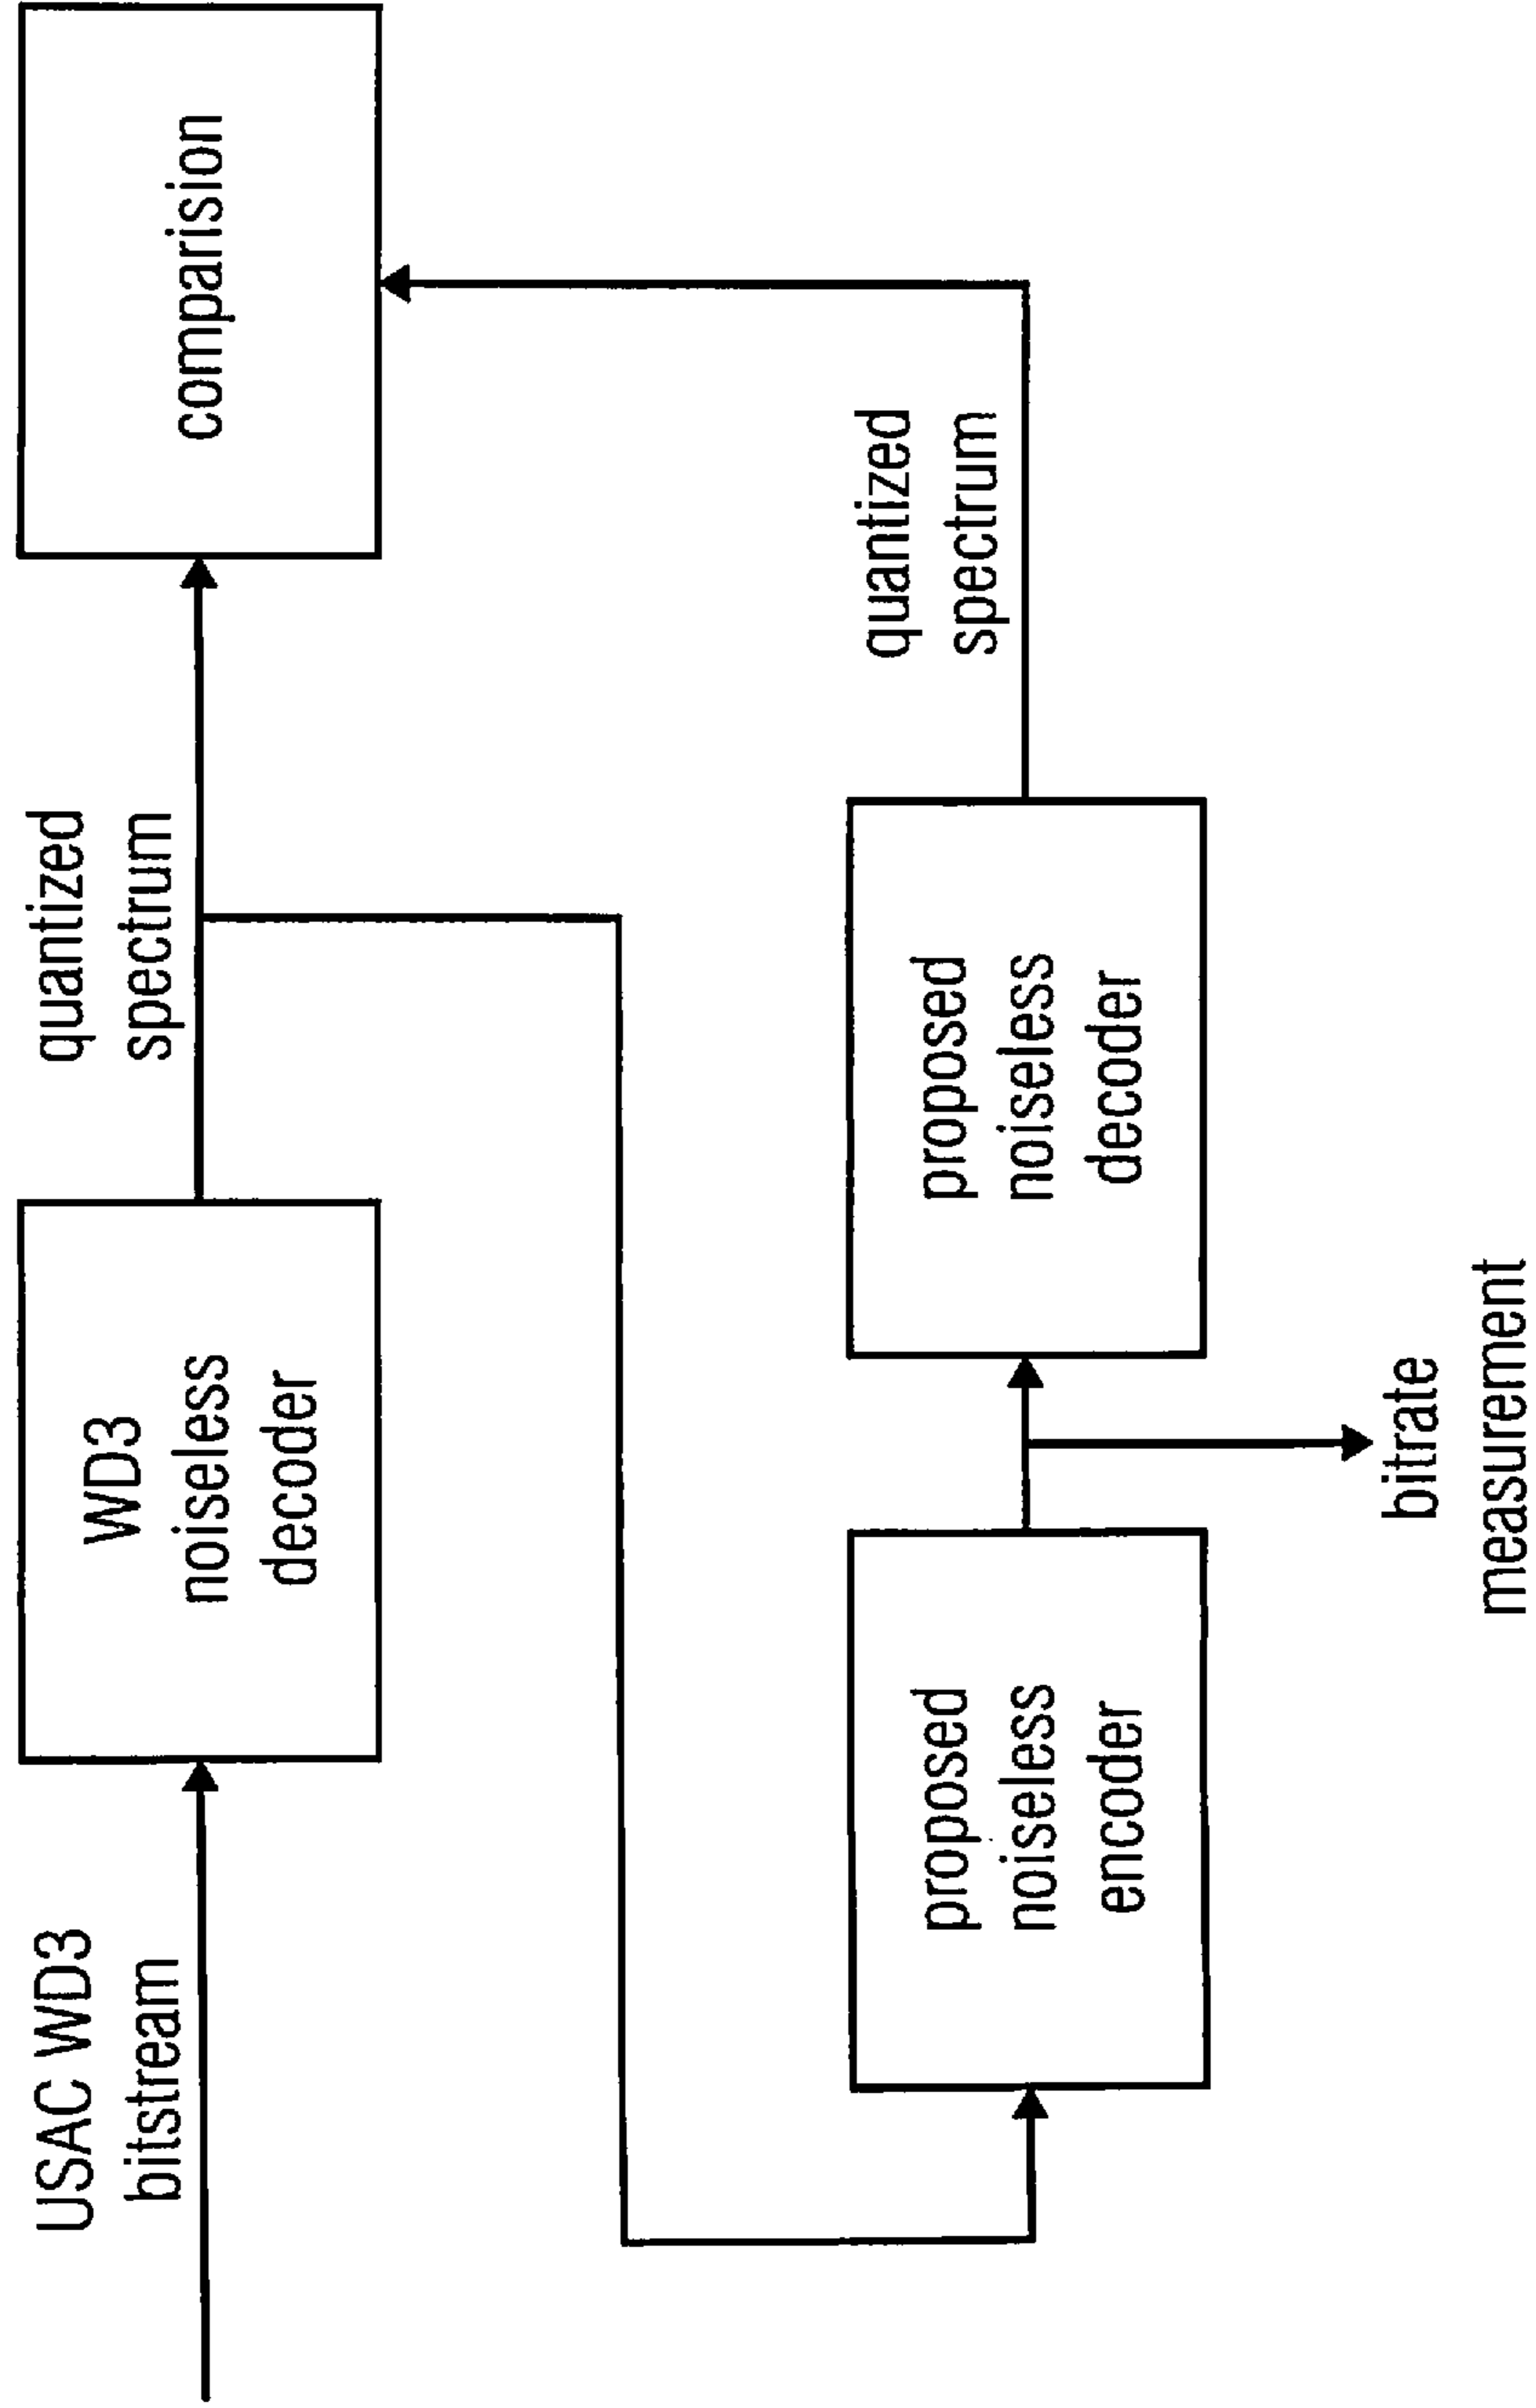 USAC WD3
bitstream
WD3
noiseless
decoder
quantized
spectrum
comparision
proposed
noiseless
encoder
bitrate
measurement
proposed
noiseless
decoder
quantized
spectrum